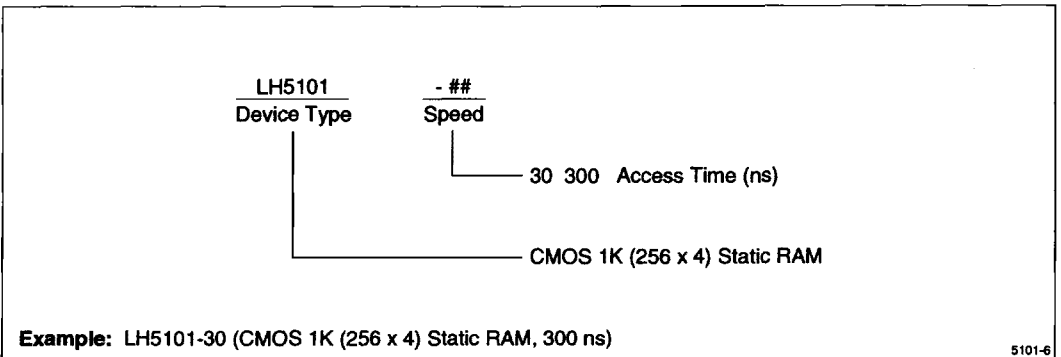 LH5101 - ##
Device Type Speed
30 300 Access Time (ns)
CMOS 1K (256 x 4) Static RAM
Example: LH5101-30 (CMOS 1K (256 x 4) Static RAM, 300 ns)
5101-6